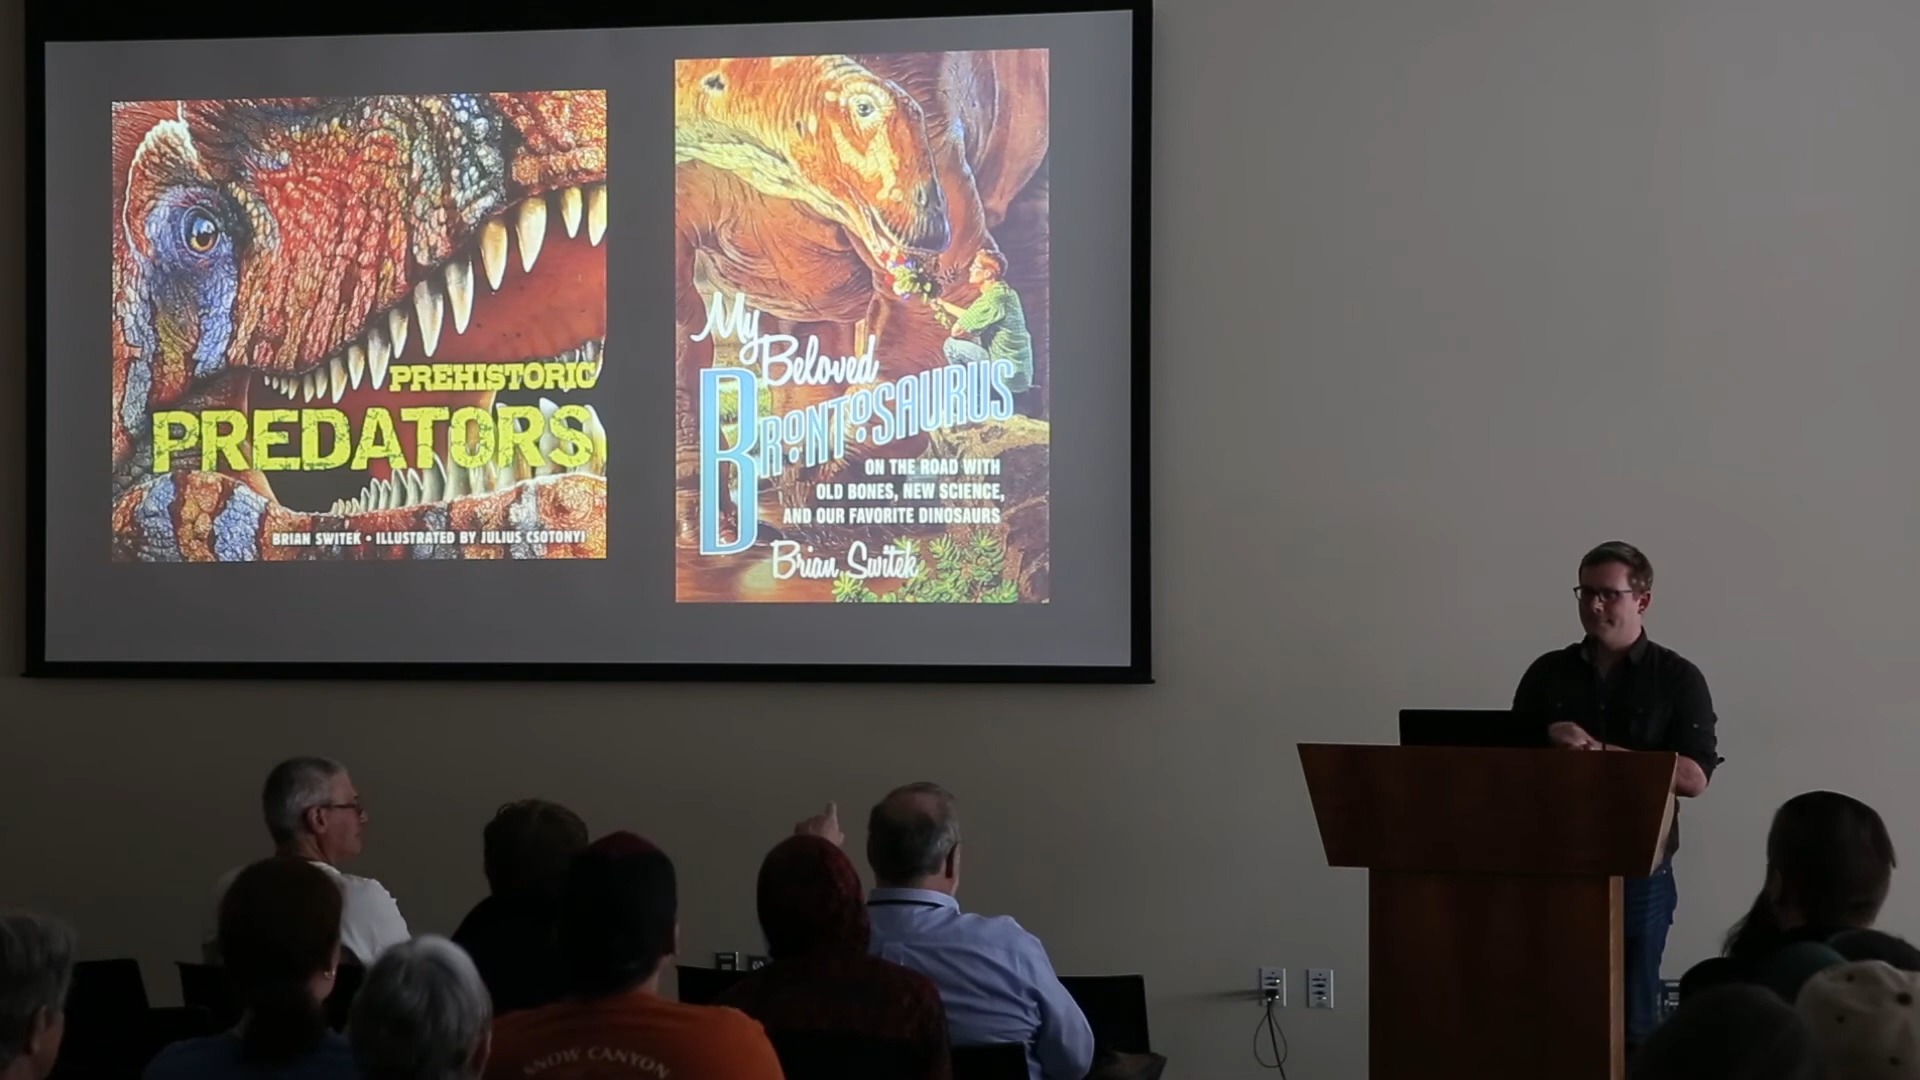 PREHISTORIC
PREDATORS
BRIAN SWITEK • ILLUSTRATED BY JULIUS CSOTONYI
My
Beloved
BRONTOSAURUS
ON THE ROAD WITH
OLD BONES, NEW SCIENCE,
AND OUR FAVORITE DINOSAURS
Brian Switek
SNOW CANYON